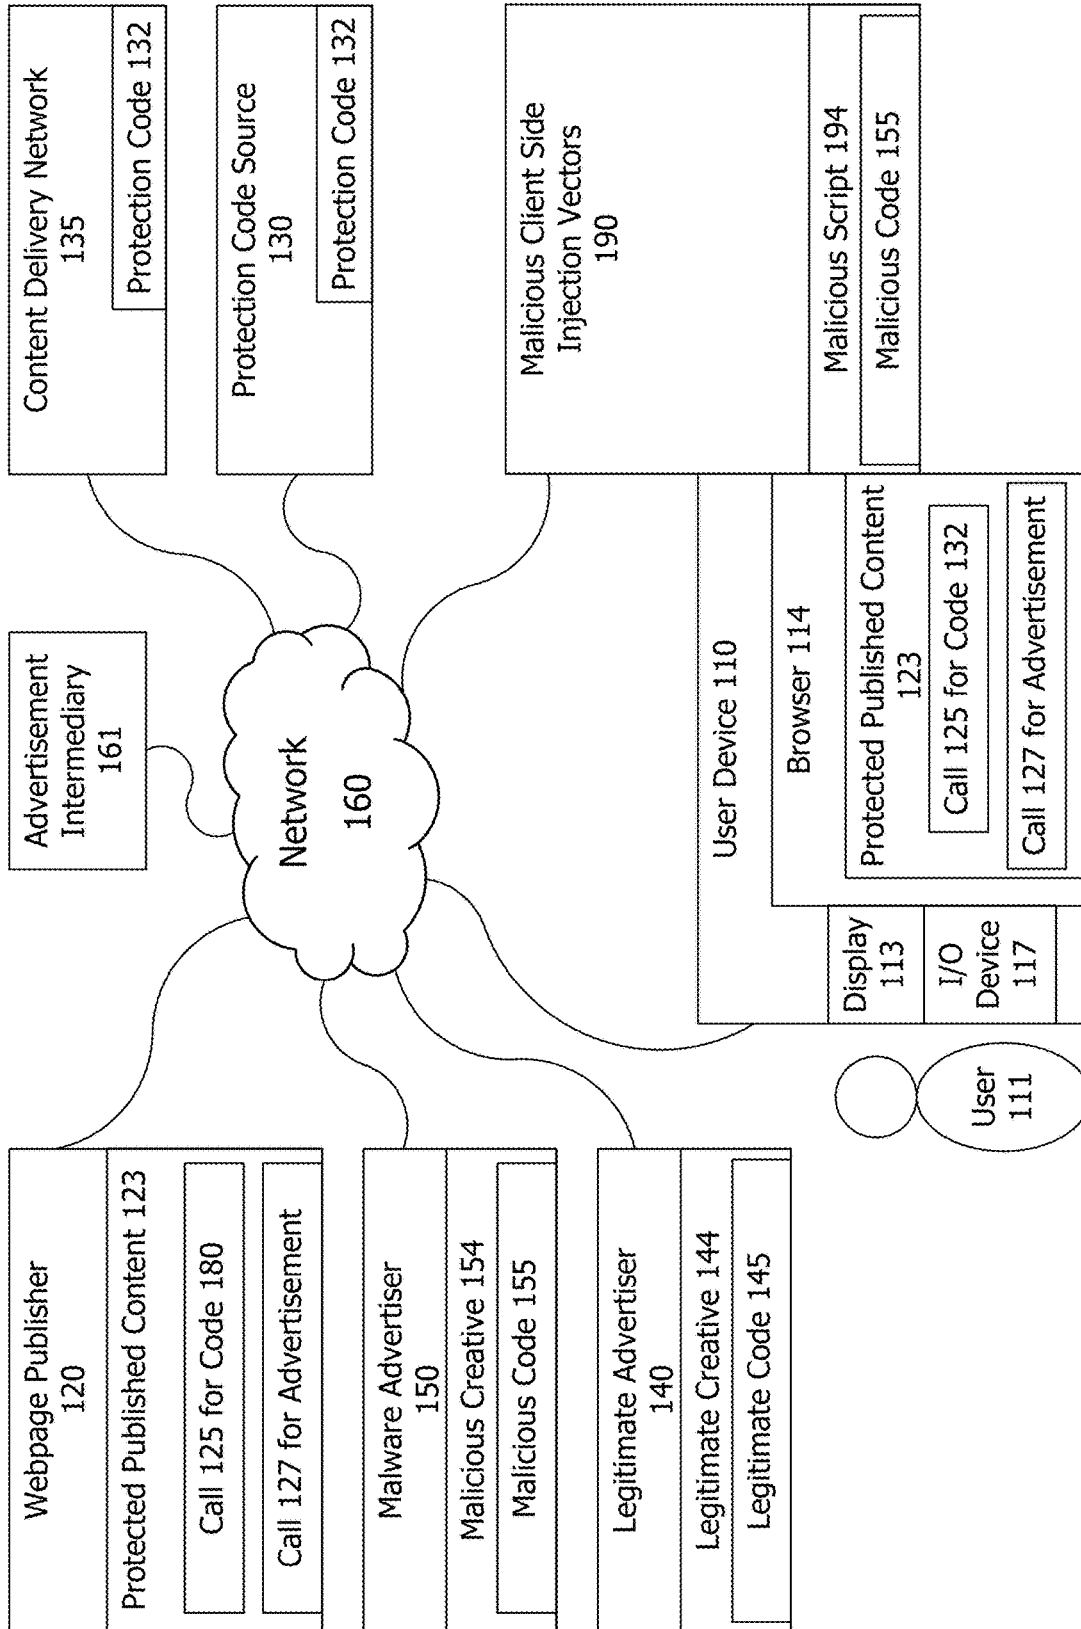 Webpage Publisher
120
Protected Published Content 123
Call 125 for Code 180
Call 127 for Advertisement
Malware Advertiser
150
Malicious Creative 154
Malicious Code 155
Legitimate Advertiser
140
Legitimate Creative 144
Legitimate Code 145
Advertisement
Intermediary
161
Network
160
Content Delivery Network
135
Protection Code 132
Protection Code Source
130
Protection Code 132
Malicious Client Side
Injection Vectors
190
Malicious Script 194
Malicious Code 155
User Device 110
Browser 114
Protected Published Content
123
Call 125 for Code 132
Call 127 for Advertisement
Display
113
I/O
Device
117
User
111